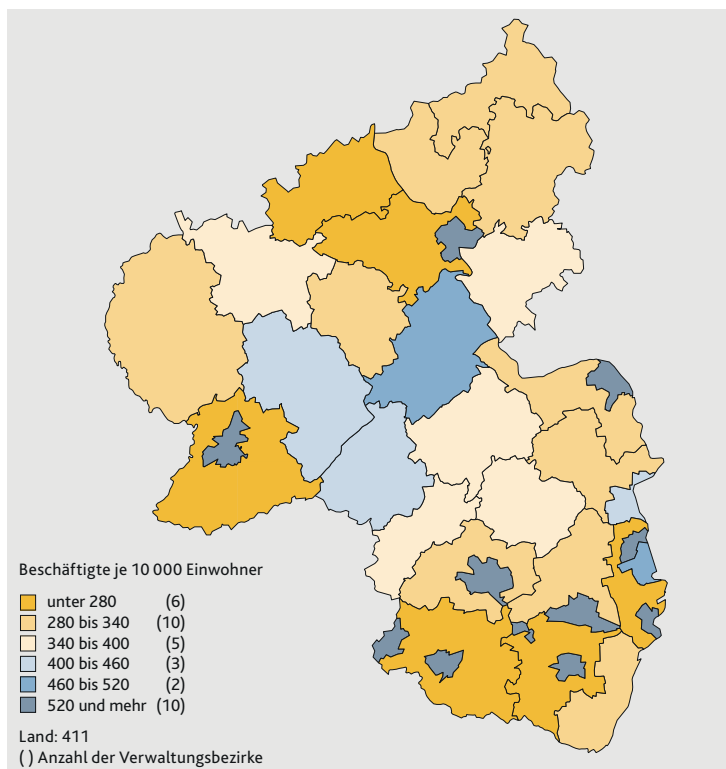 Beschäftigte je 10 000 Einwohner
unter 280 (6)
280 bis 340 (10)
340 bis 400 (5)
400 bis 460 (3)
460 bis 520 (2)
520 und mehr (10)
Land: 411
( ) Anzahl der Verwaltungsbezirke